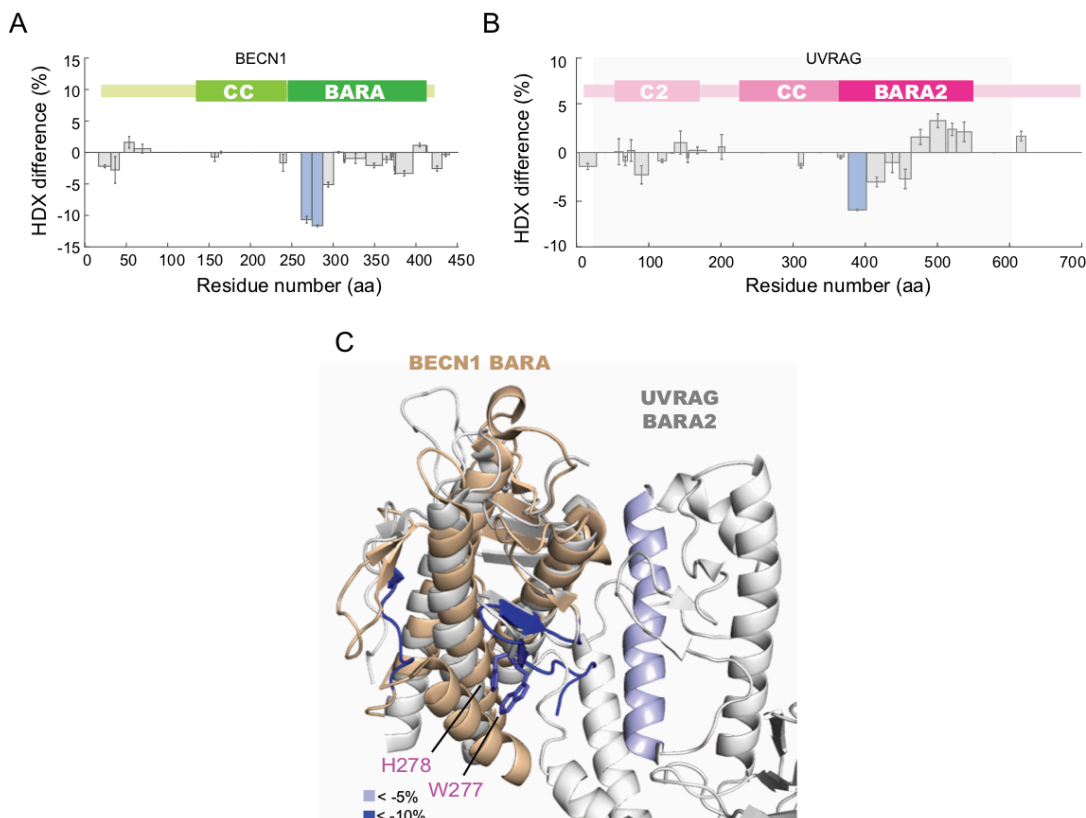 A
BECN1
HDX difference (%)
15
10
5
0
-5
-10
-15
CC
BARA
0 50 100 150 200 250 300 350 400 450
Residue number (aa)
B
UVRAG
HDX difference (%)
10
5
0
-5
-10
C2
CC
BARA2
0 100 200 300 400 500 600 700
Residue number (aa)
C
BECN1 BARA
UVRAG
BARA2
H278
W277
< -5%
< -10%